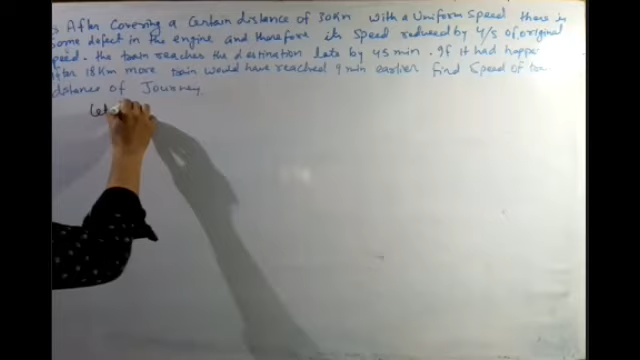 After Covering a Certain distance of 30Km with a Uniform Speed there is
some defect in the engine and therefore its Speed reduced by 4/5 of original
speed. the train reaches the destination late by 45 min. If it had happe
after 18 Km more train would have reached 9 min earlier find Speed of tra
distance of Journey.
Let